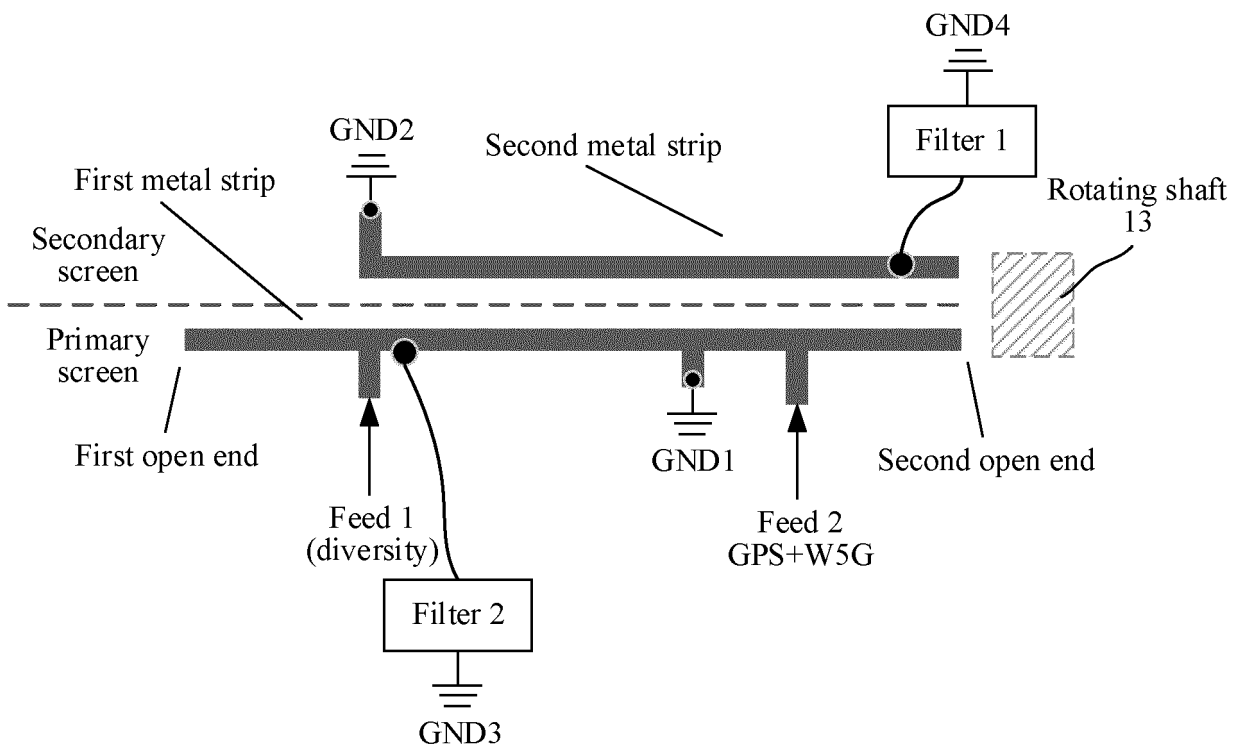 GND4
Filter 1
GND2
Second metal strip
First metal strip
Rotating shaft
13
Secondary
screen
Primary
screen
First open end
GND1
Second open end
Feed 1
(diversity)
Feed 2
GPS+W5G
Filter 2
GND3